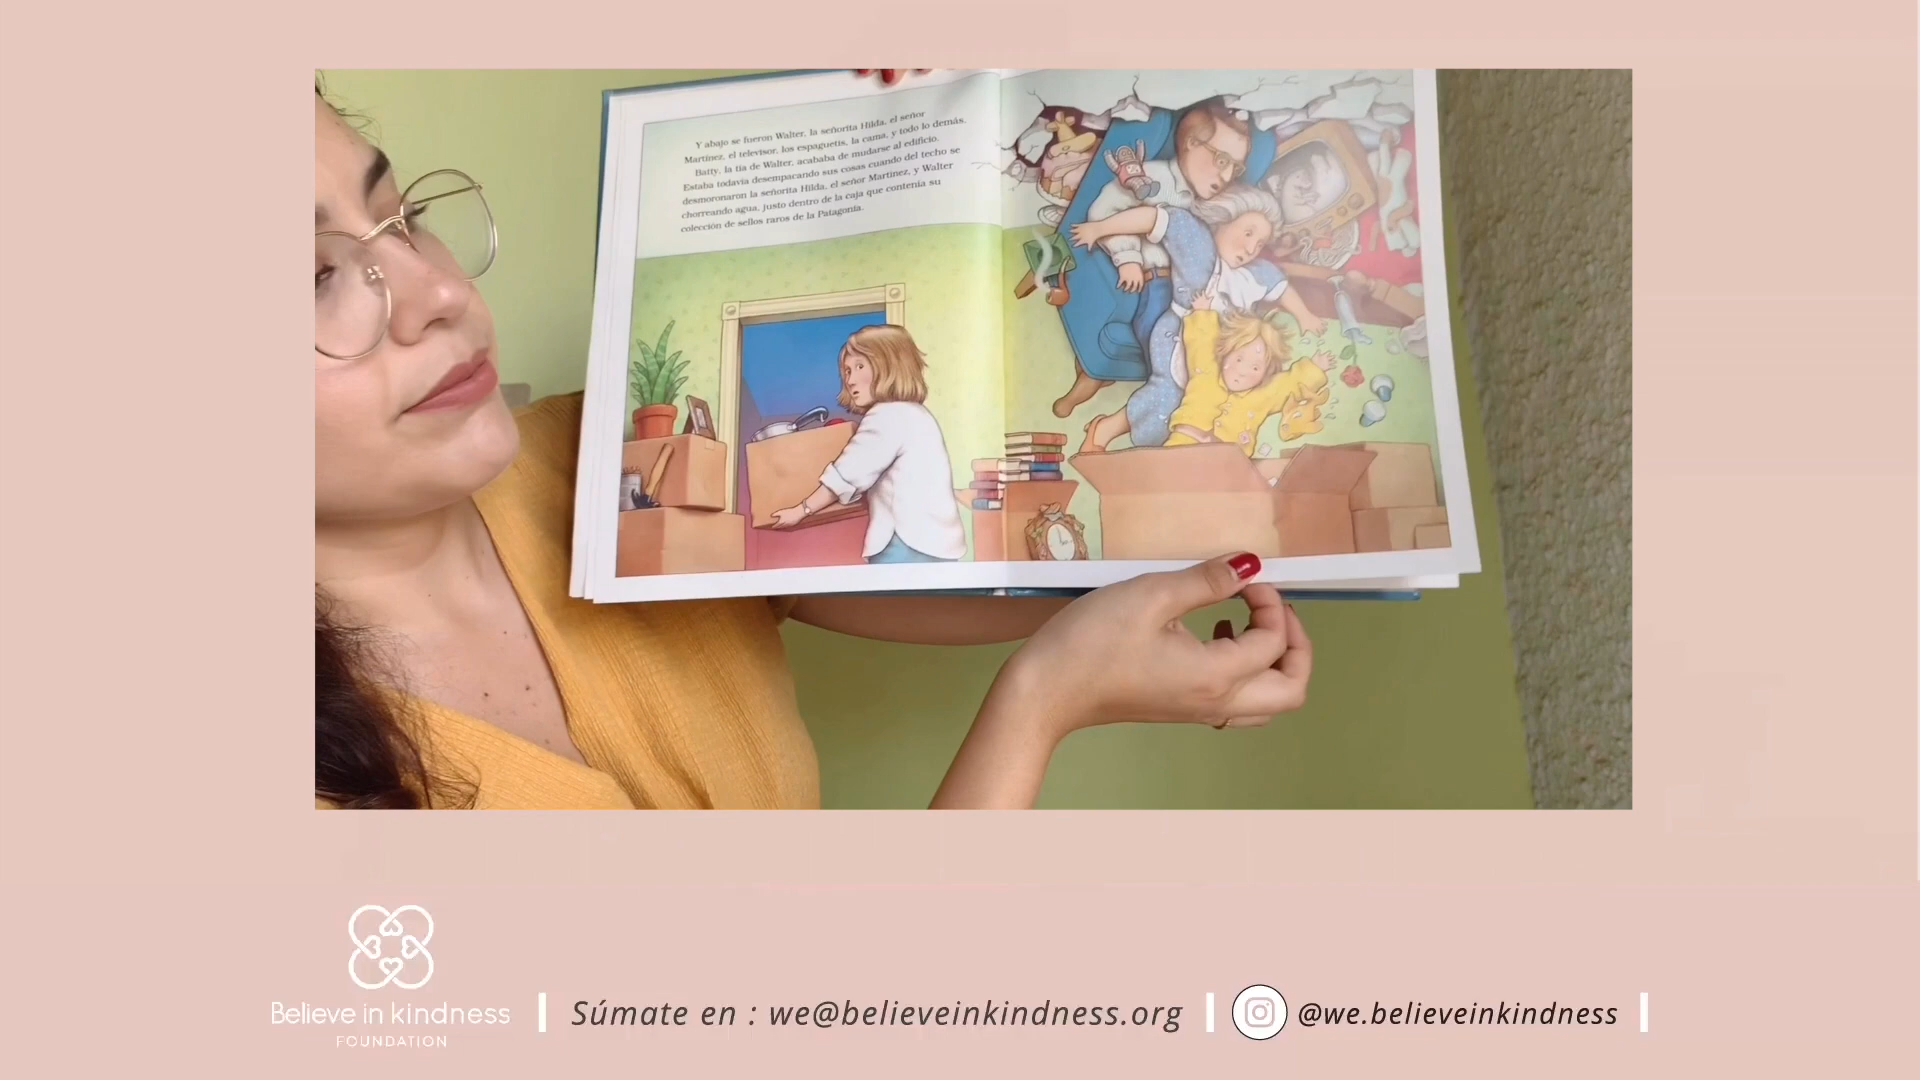 Y abajo se fueron Walter, la señorita Hilda, el señor
Martínez, el televisor, los espaguetis, la cama, y todo lo demás.
Batty, la tía de Walter, acababa de mudarse al edificio.
Estaba todavía desempacando sus cosas cuando del techo se
desmoronaron la señorita Hilda, el señor Martínez, y Walter
chorreando agua, justo dentro de la caja que contenía su
colección de sellos raros de la Patagonia.
Believe in kindness
FOUNDATION
Súmate en : we@believeinkindness.org
@we.believeinkindness